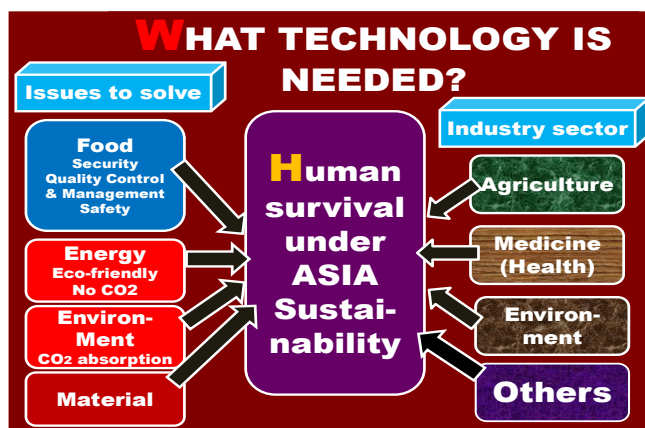 WHAT TECHNOLOGY IS
NEEDED?
Issues to solve
Food
Security
Quality Control
& Management
Safety
Energy
Eco-friendly
No CO2
Environ-
Ment
CO₂ absorption
Material
Human
survival
under
ASIA
Sustai-
nability
Industry sector
Agriculture
Medicine
(Health)
Environ-
ment
Others